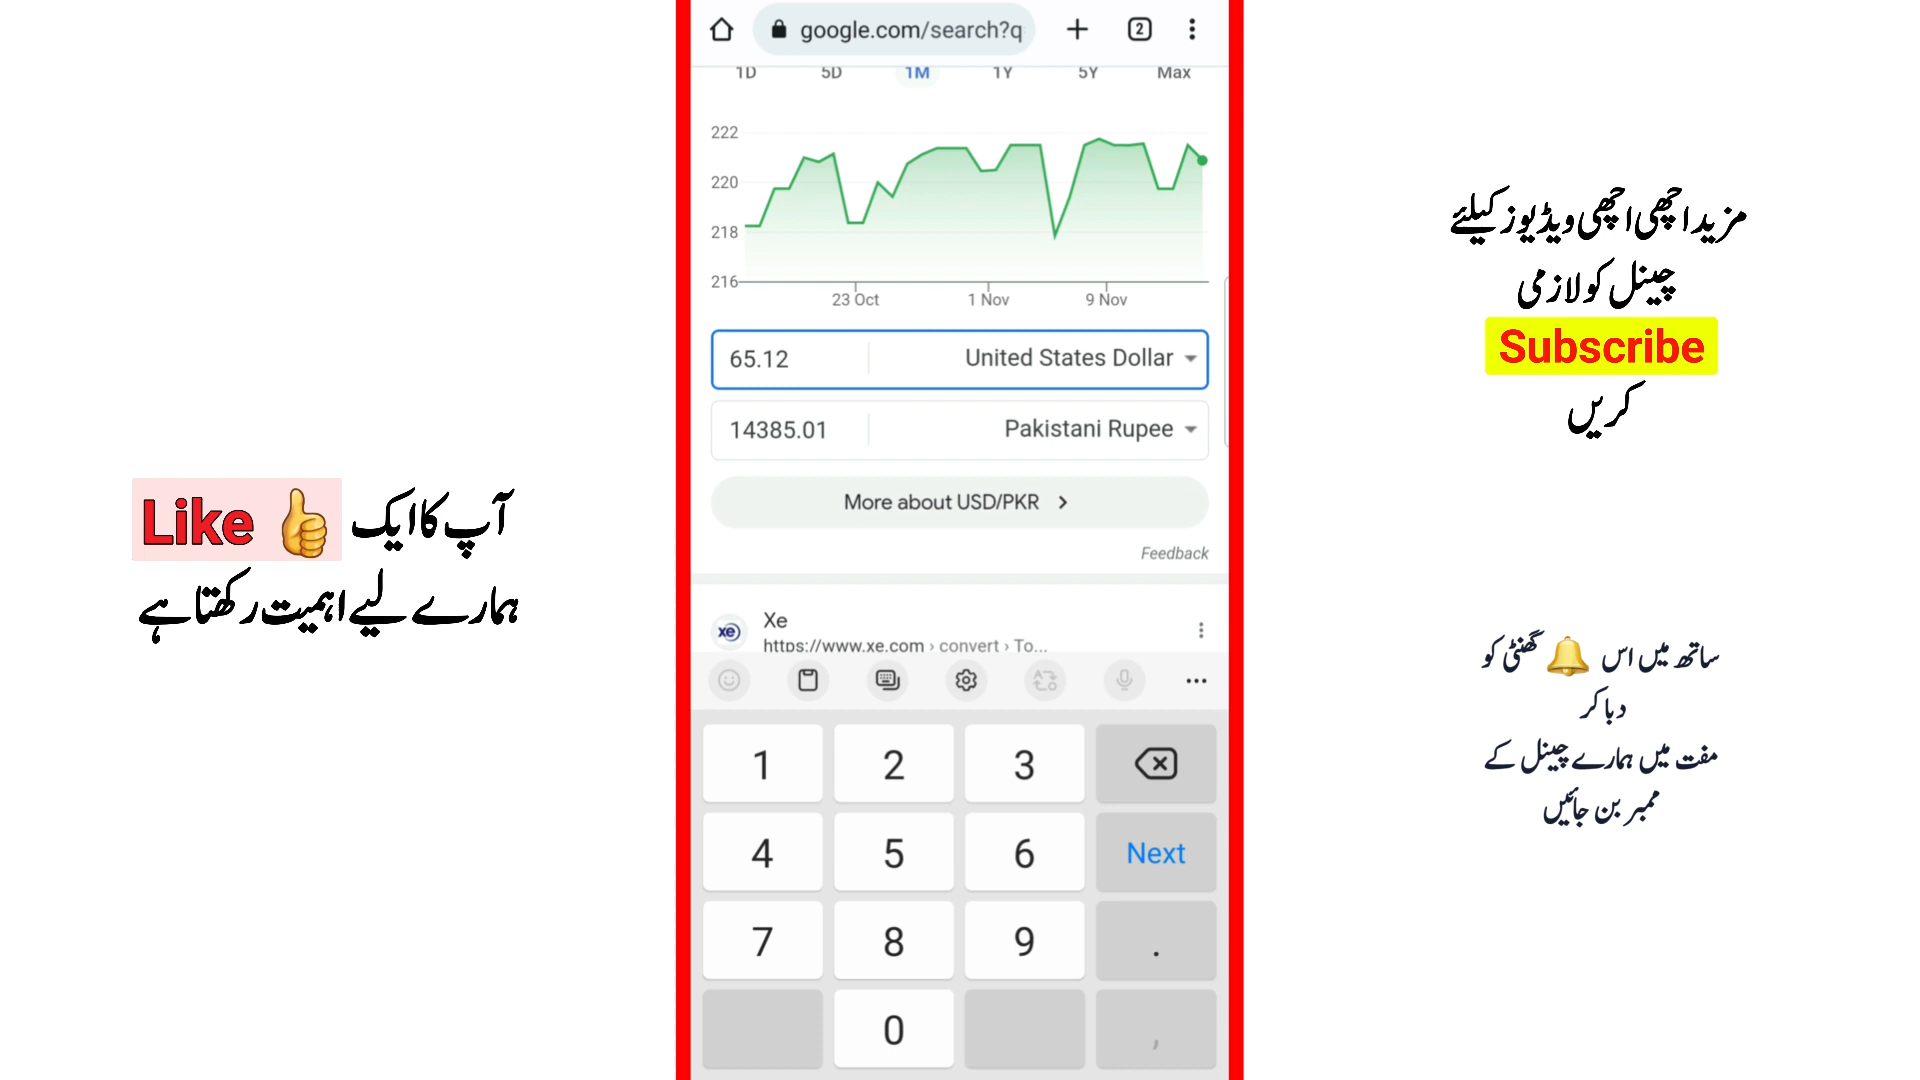 آپ کا ایک 👍 Like
ہمارے لیے اہمیت رکھتا ہے
google.com/search?q
2
1D 5D 1M 1Y 5Y Max
222
220
218
216
23 Oct 1 Nov 9 Nov
65.12 United States Dollar
14385.01 Pakistani Rupee
More about USD/PKR
Feedback
xe Xe
https://www.xe.com › convert › To...
1 2 3
4 5 6 Next
7 8 9 .
0 ,
مزید اچھی اچھی ویڈیوز کیلئے
چینل کو لازمی
Subscribe
کریں
ساتھ میں اس 🔔 گھنٹی کو
دبا کر
مفت میں ہمارے چینل کے
ممبر بن جائیں